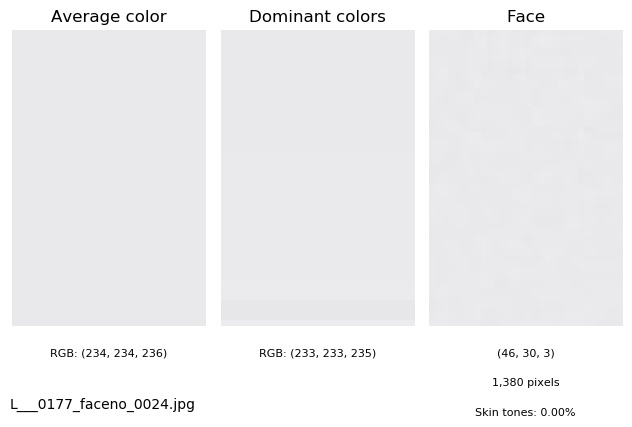 Average color
Dominant colors
Face
RGB: (234, 234, 236)
RGB: (233, 233, 235)
(46, 30, 3)
1,380 pixels
L___0177_faceno_0024.jpg
Skin tones: 0.00%